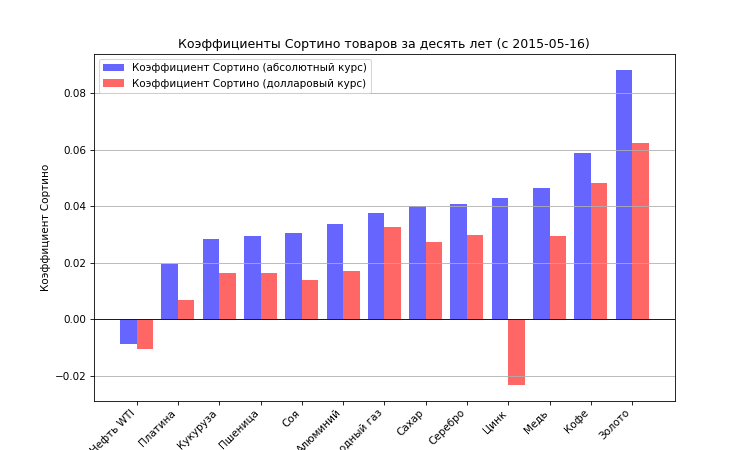 Коэффициенты Сортино товаров за десять лет (с 2015-05-16)
Коэффициент Сортино (абсолютный курс)
Коэффициент Сортино (долларовый курс)
Коэффициент Сортино
0.08
0.06
0.04
0.02
0.00
−0.02
Нефть WTI
Платина
Кукуруза
Пшеница
Соя
Алюминий
газ
Сахар
Серебро
Цинк
Медь
Кофе
Золото